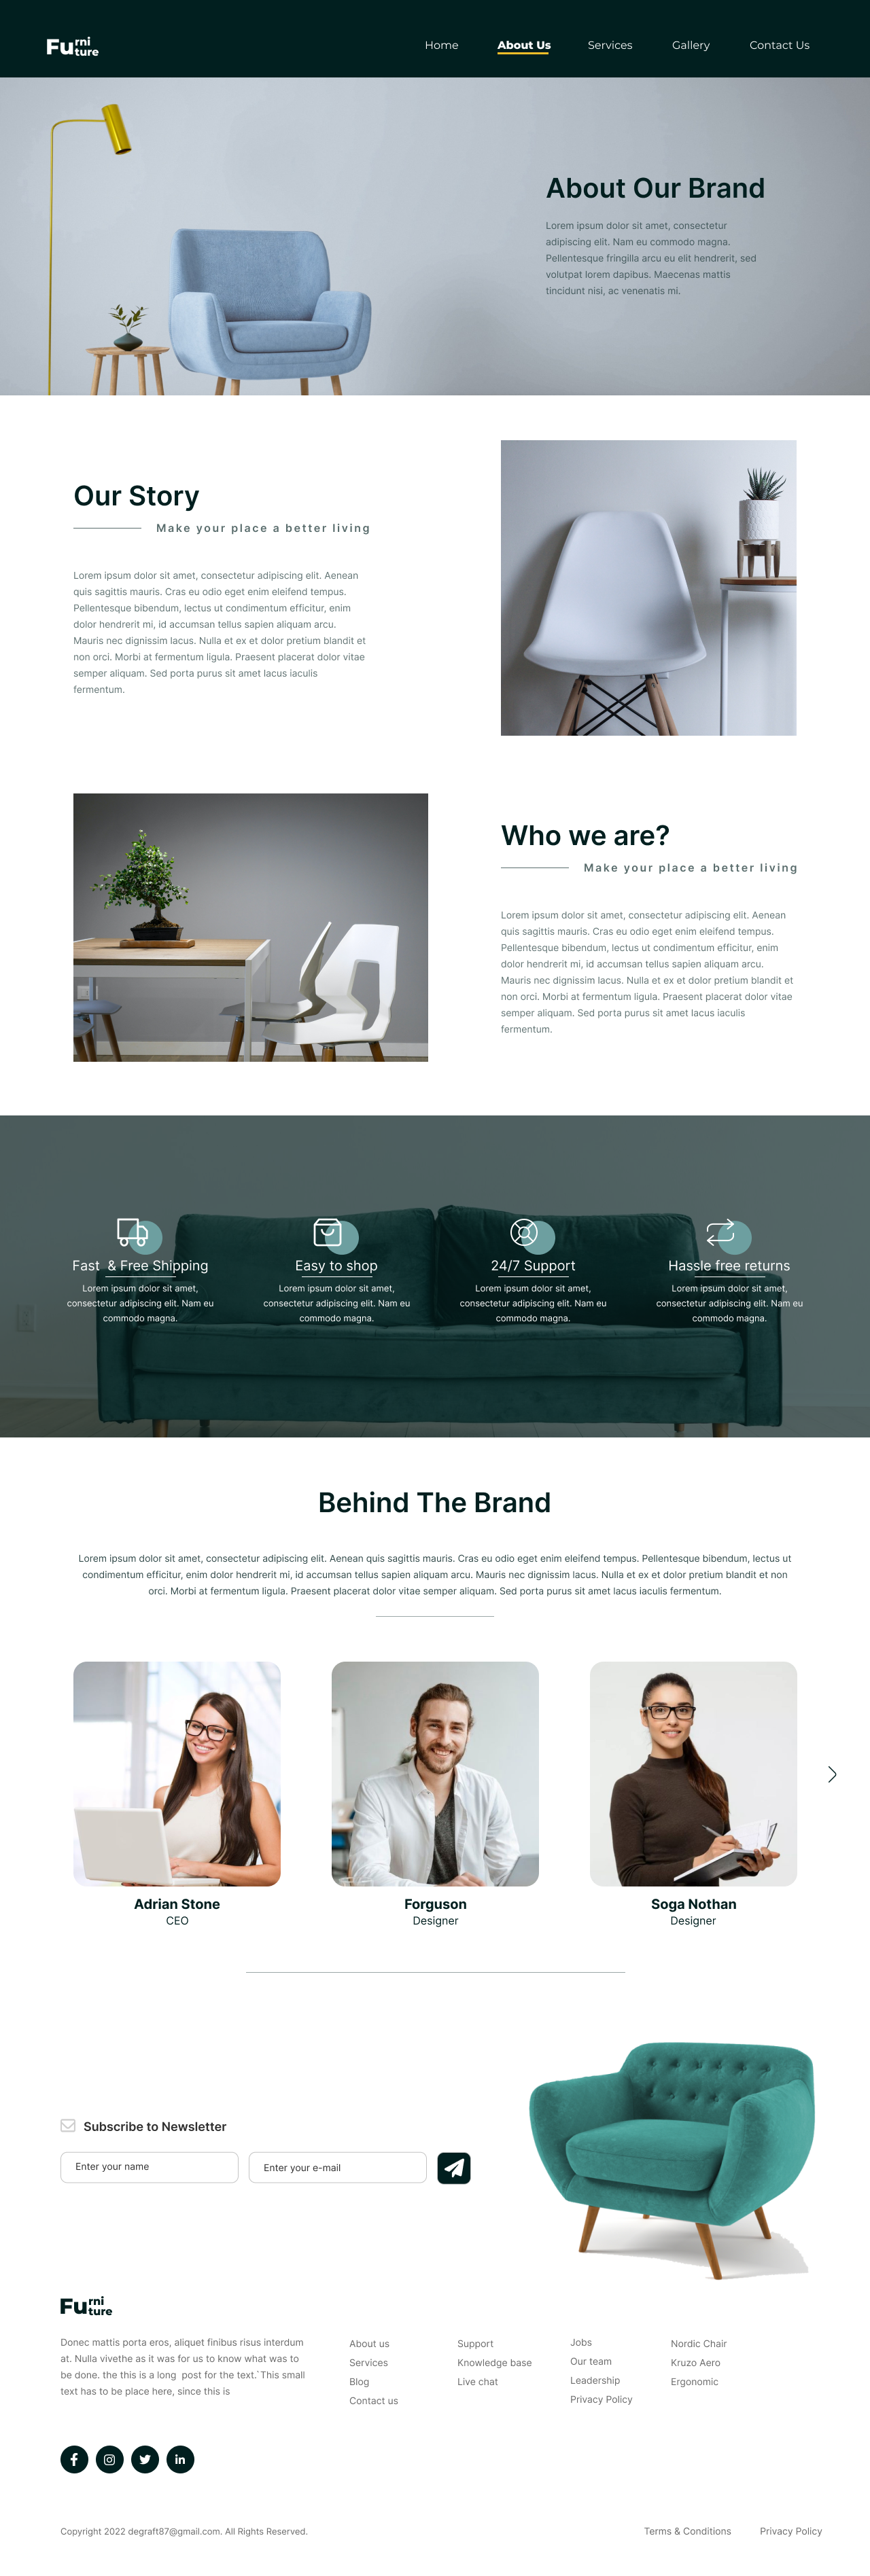 Furni
ture
Home
About Us
Services
Gallery
Contact Us
About Our Brand
Lorem ipsum dolor sit amet, consectetur
adipiscing elit. Nam eu commodo magna.
Pellentesque fringilla arcu eu elit hendrerit, sed
volutpat lorem dapibus. Maecenas mattis
tincidunt nisi, ac venenatis mi.
Our Story
Make your place a better living
Lorem ipsum dolor sit amet, consectetur adipiscing elit. Aenean
quis sagittis mauris. Cras eu odio eget enim eleifend tempus.
Pellentesque bibendum, lectus ut condimentum efficitur, enim
dolor hendrerit mi, id accumsan tellus sapien aliquam arcu.
Mauris nec dignissim lacus. Nulla et ex et dolor pretium blandit et
non orci. Morbi at fermentum ligula. Praesent placerat dolor vitae
semper aliquam. Sed porta purus sit amet lacus iaculis
fermentum.
Who we are?
Make your place a better living
Lorem ipsum dolor sit amet, consectetur adipiscing elit. Aenean
quis sagittis mauris. Cras eu odio eget enim eleifend tempus.
Pellentesque bibendum, lectus ut condimentum efficitur, enim
dolor hendrerit mi, id accumsan tellus sapien aliquam arcu.
Mauris nec dignissim lacus. Nulla et ex et dolor pretium blandit et
non orci. Morbi at fermentum ligula. Praesent placerat dolor vitae
semper aliquam. Sed porta purus sit amet lacus iaculis
fermentum.
Fast & Free Shipping
Lorem ipsum dolor sit amet,
consectetur adipiscing elit. Nam eu
commodo magna.
Easy to shop
Lorem ipsum dolor sit amet,
consectetur adipiscing elit. Nam eu
commodo magna.
24/7 Support
Lorem ipsum dolor sit amet,
consectetur adipiscing elit. Nam eu
commodo magna.
Hassle free returns
Lorem ipsum dolor sit amet,
consectetur adipiscing elit. Nam eu
commodo magna.
Behind The Brand
Lorem ipsum dolor sit amet, consectetur adipiscing elit. Aenean quis sagittis mauris. Cras eu odio eget enim eleifend tempus. Pellentesque bibendum, lectus ut
condimentum efficitur, enim dolor hendrerit mi, id accumsan tellus sapien aliquam arcu. Mauris nec dignissim lacus. Nulla et ex et dolor pretium blandit et non
orci. Morbi at fermentum ligula. Praesent placerat dolor vitae semper aliquam. Sed porta purus sit amet lacus iaculis fermentum.
Adrian Stone
CEO
Forguson
Designer
Soga Nothan
Designer
Subscribe to Newsletter
Enter your name
Enter your e-mail
Furni
ture
Donec mattis porta eros, aliquet finibus risus interdum
at. Nulla vivethe as it was for us to know what was to
be done. the this is a long post for the text.¨This small
text has to be place here, since this is
About us
Services
Blog
Contact us
Support
Knowledge base
Live chat
Jobs
Our team
Leadership
Privacy Policy
Nordic Chair
Kruzo Aero
Ergonomic
f
in
Copyright 2022 degraft87@gmail.com. All Rights Reserved.
Terms & Conditions
Privacy Policy